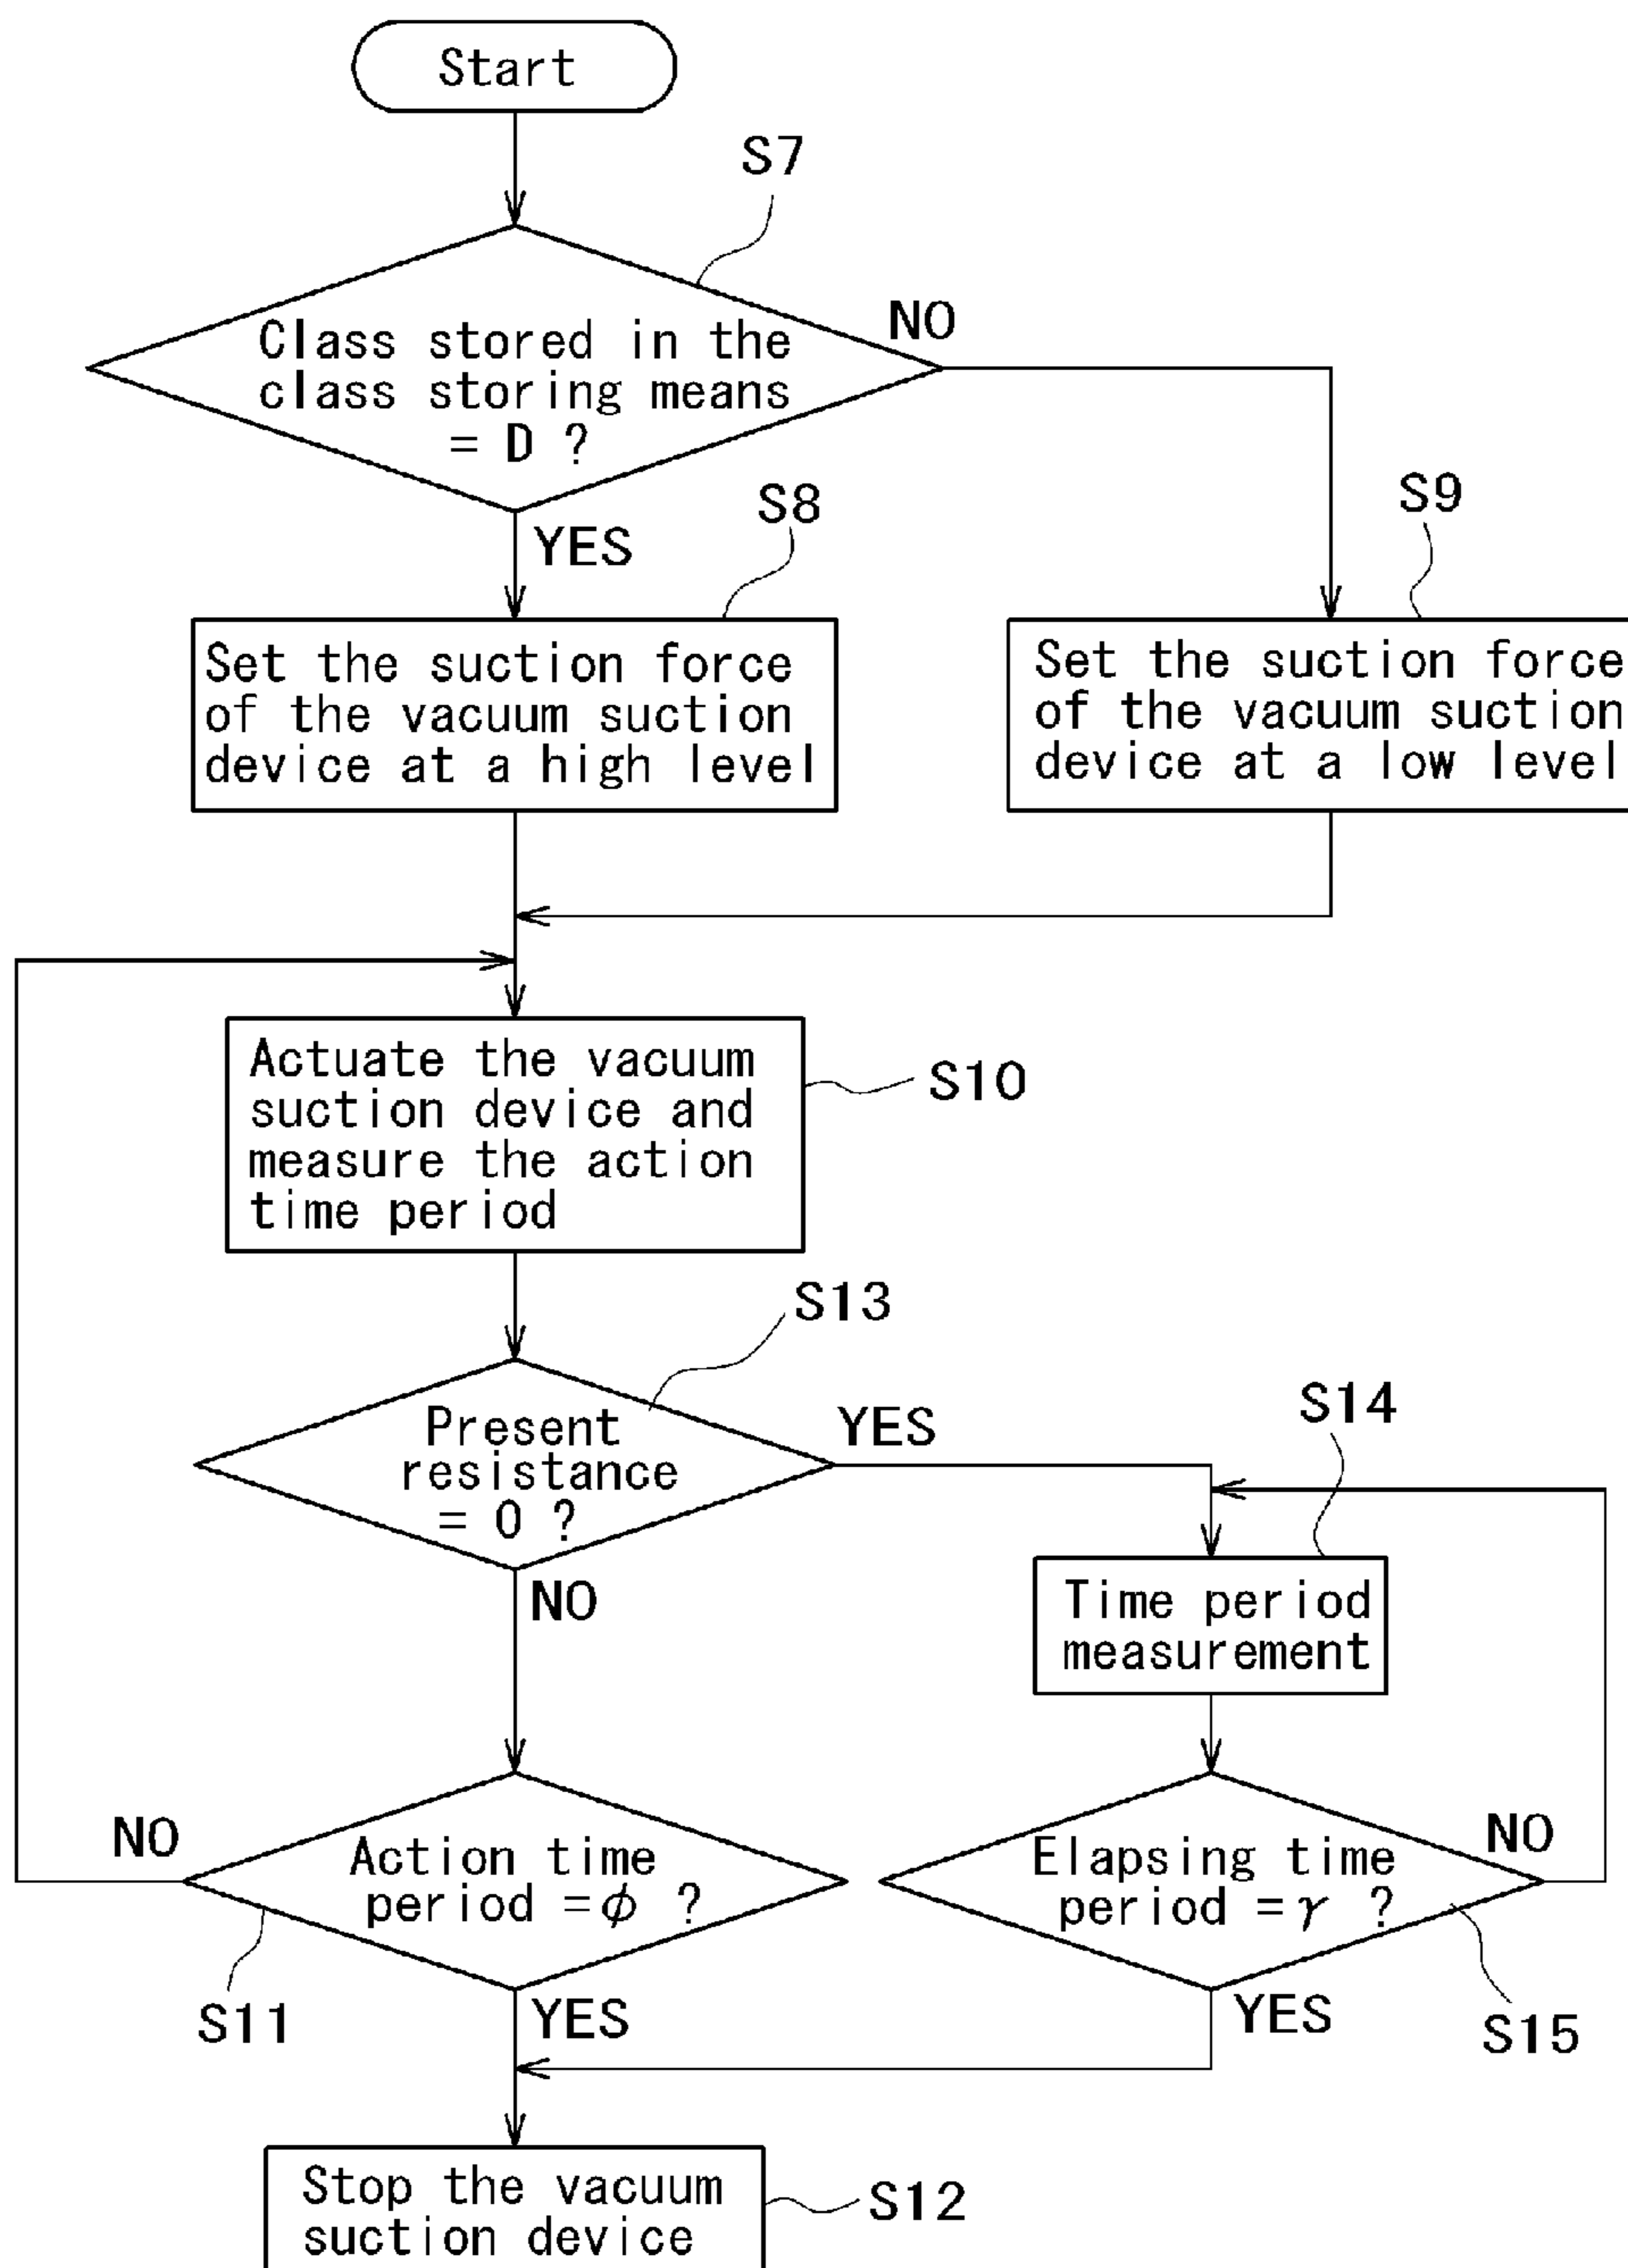 Start
S7
Class stored in the
class storing means
= D ?
NO
YES
S8
S9
Set the suction force
of the vacuum suction
device at a high level
Set the suction force
of the vacuum suction
device at a low level
Actuate the vacuum
suction device and
measure the action
time period
S10
S13
Present
resistance
= 0 ?
YES
NO
S14
Time period
measurement
NO
Action time
period =ϕ ?
S11
YES
Elapsing time
period =γ ?
NO
YES
S15
Stop the vacuum
suction device
S12